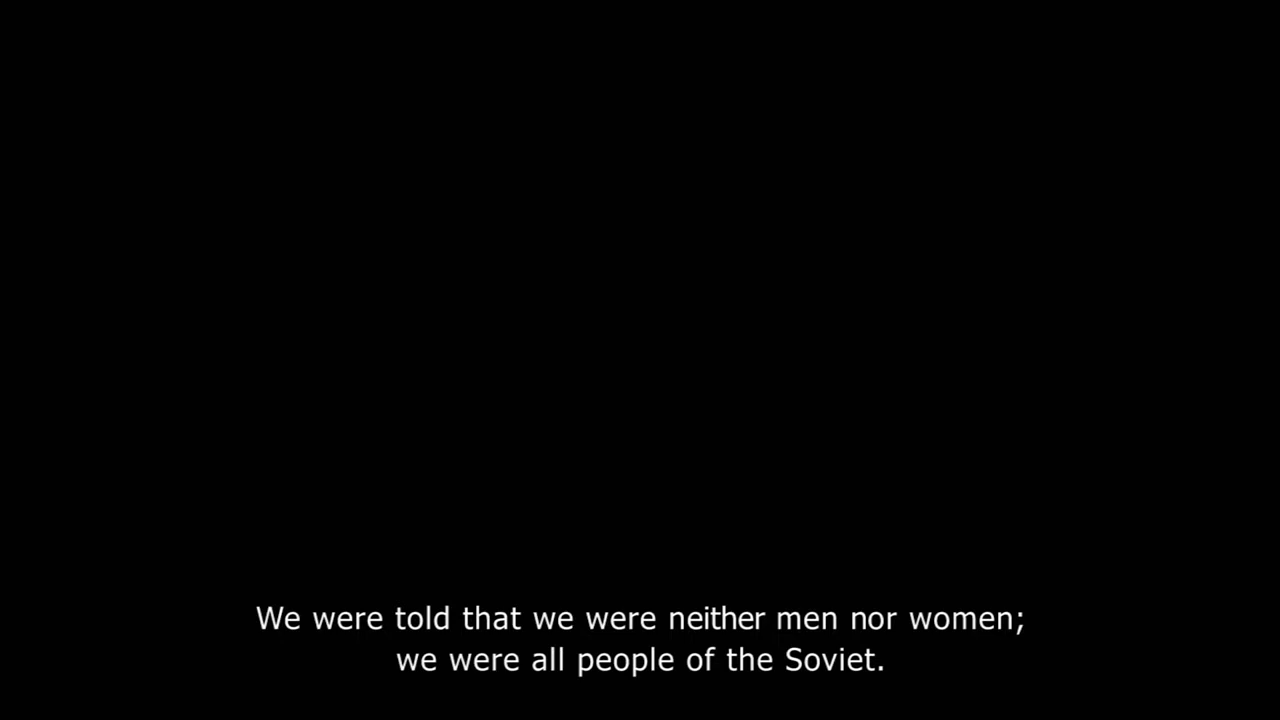 We were told that we were neither men nor women;
we were all people of the Soviet.